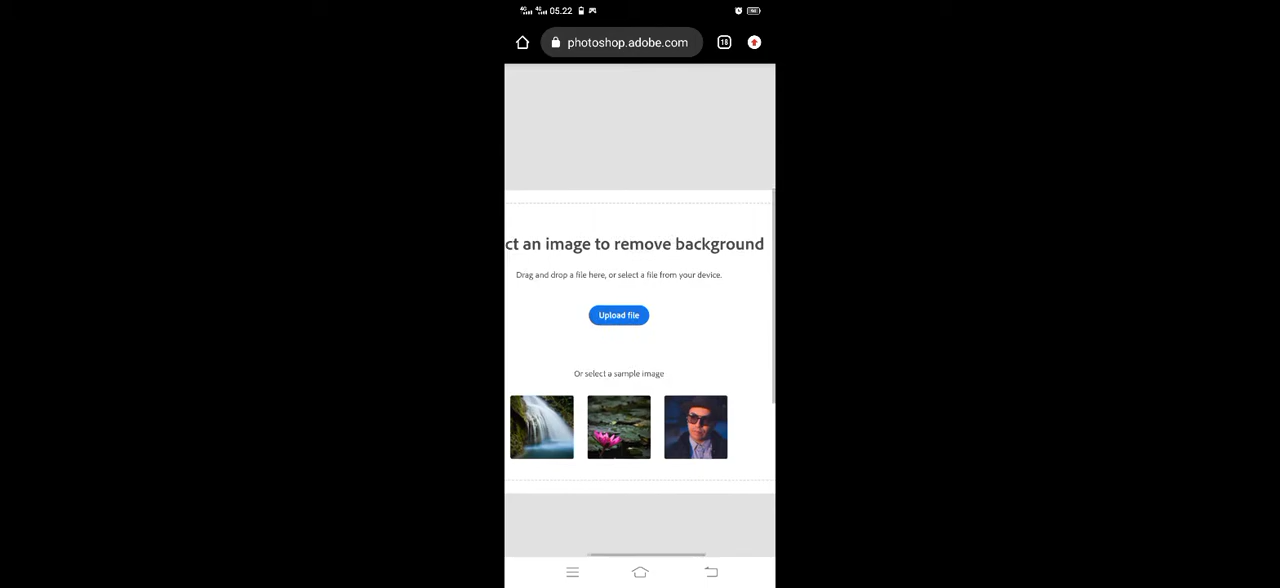 05.22
photoshop.adobe.com
18
ct an image to remove background
Drag and drop a file here, or select a file from your device.
Upload file
Or select a sample image